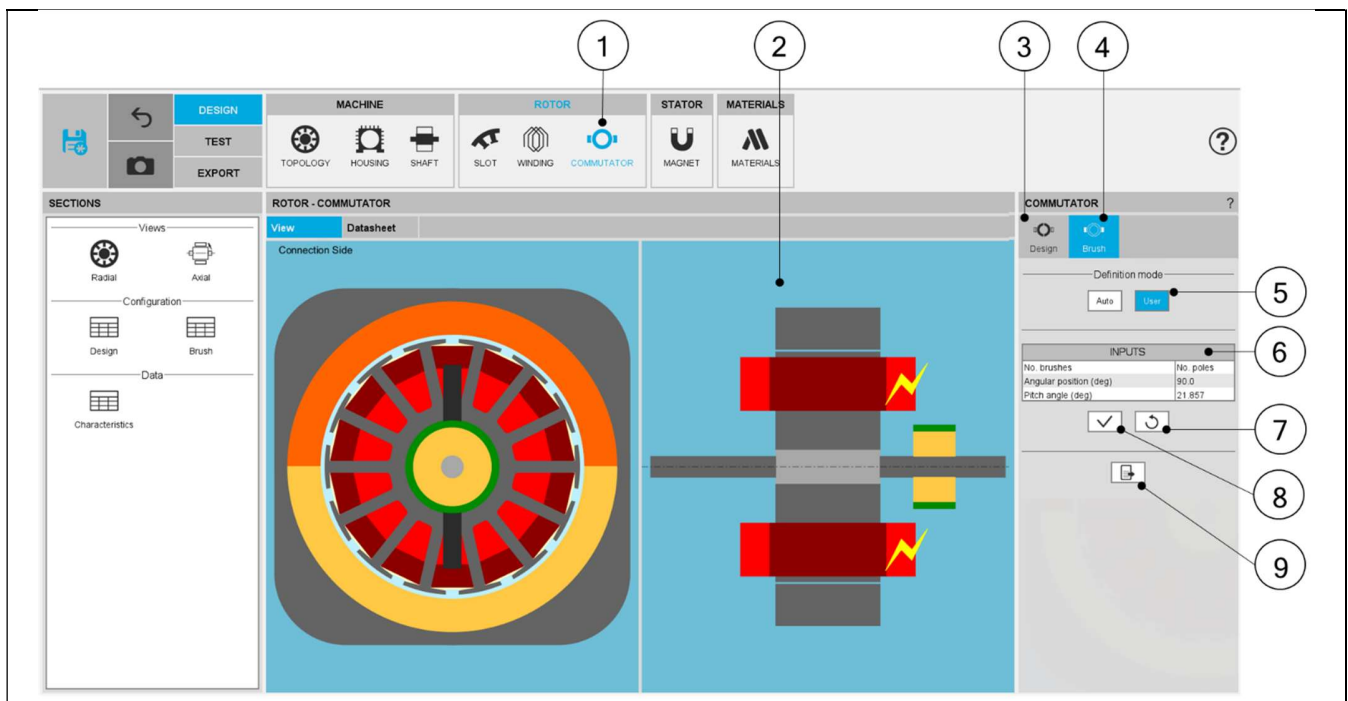 1
2
3
4
DESIGN
TEST
EXPORT
MACHINE
TOPOLOGY
HOUSING
SHAFT
ROTOR
SLOT
WINDING
COMMUTATOR
STATOR
MAGNET
MATERIALS
MATERIALS
?
SECTIONS
Views
Radial
Axial
Configuration
Design
Brush
Data
Characteristics
ROTOR - COMMUTATOR
View
Datasheet
Connection Side
COMMUTATOR
?
Design
Brush
Definition mode
Auto
User
5
INPUTS
6
No. brushes No. poles
Angular position (deg) 90.0
Pitch angle (deg) 21.857
7
8
9